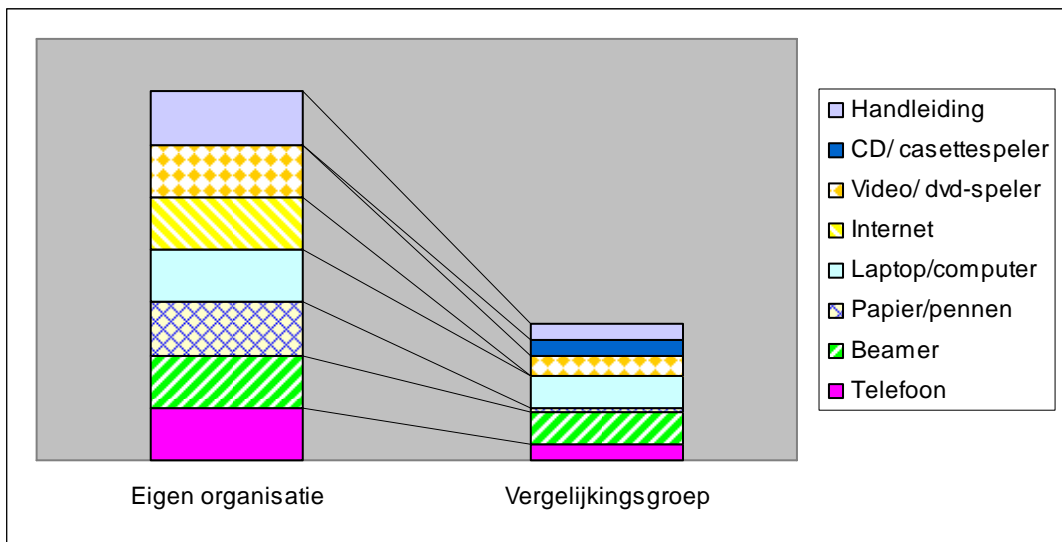 Handleiding
CD/ casettespeler
Video/ dvd-speler
Internet
Laptop/computer
Papier/pennen
Beamer
Telefoon
Eigen organisatie
Vergelijkingsgroep